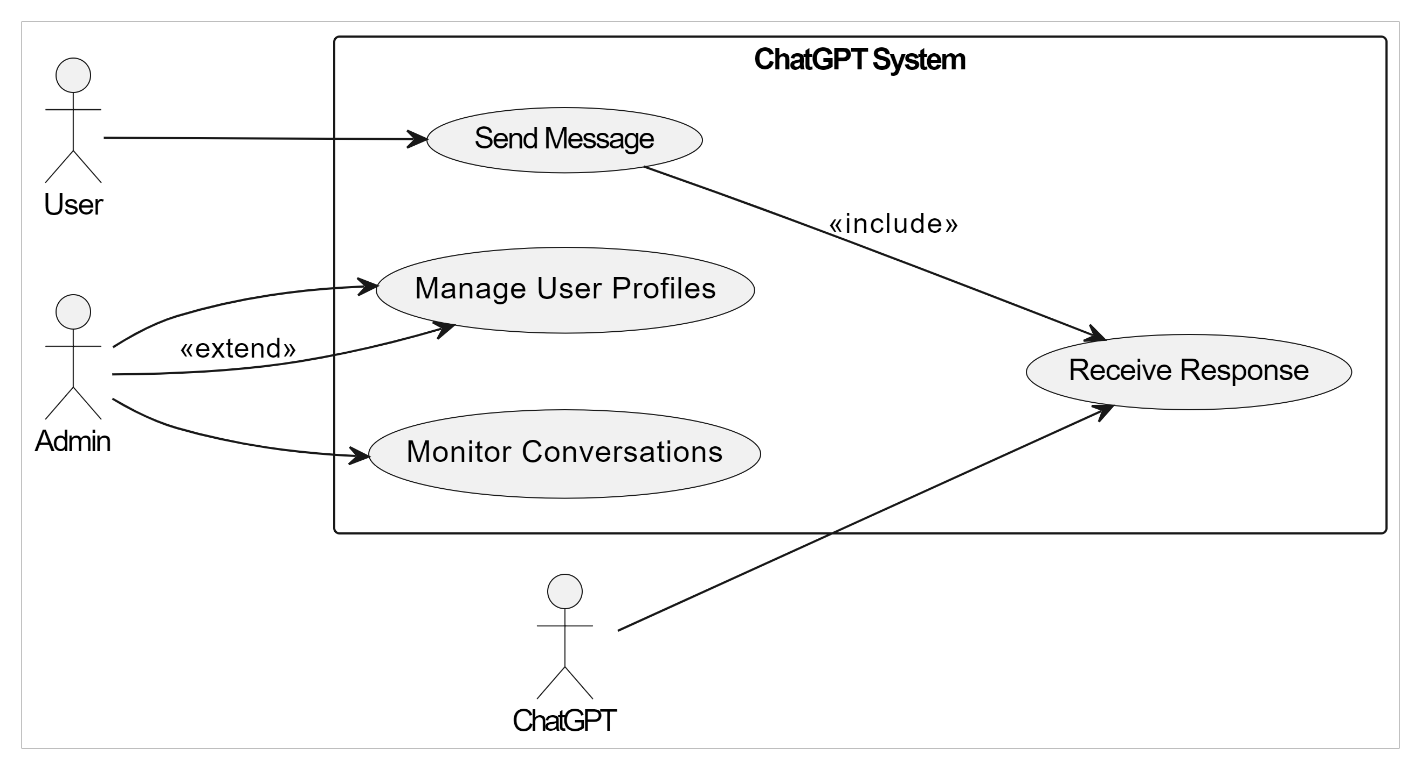 ChatGPT System
User
Send Message
«include»
Manage User Profiles
«extend»
Receive Response
Admin
Monitor Conversations
ChatGPT